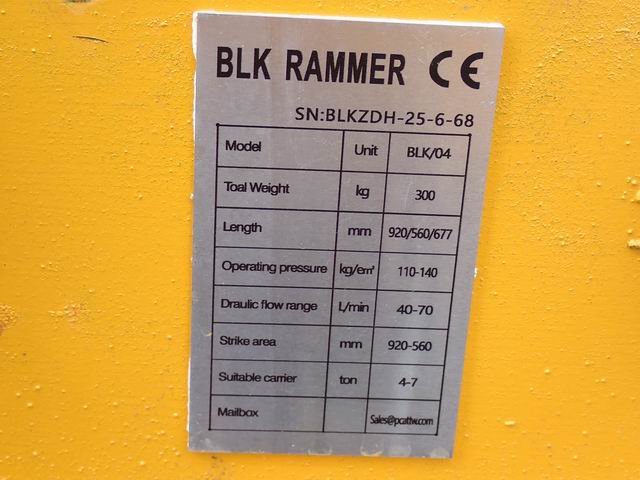 BLK RAMMER CE
SN:BLKZDH-25-6-68
Model Unit BLK/04
Toal Weight kg 300
Length mm 920/560/677
Operating pressure kg/cm² 110-140
Draulic flow range L/min 40-70
Strike area mm 920-560
Suitable carrier ton 4-7
Mailbox Sales@pcattw.com